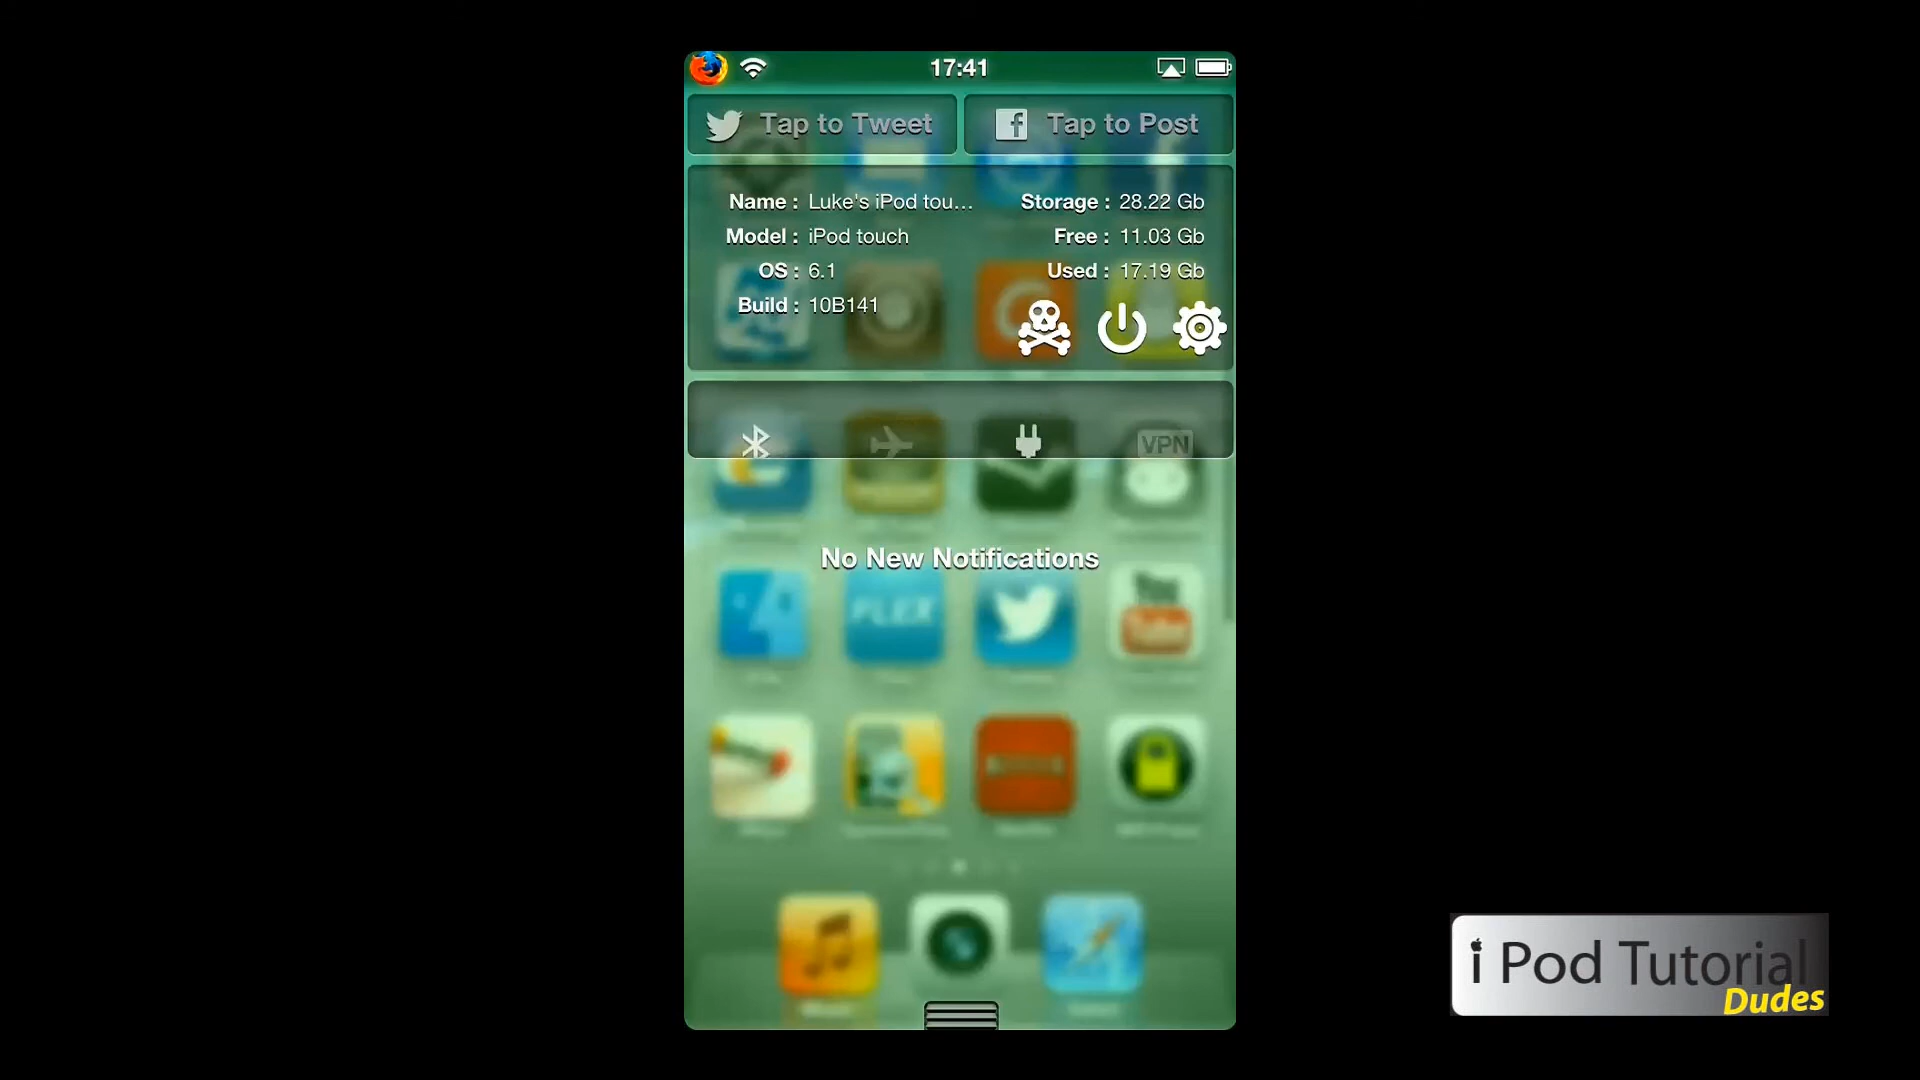 17:41
Tap to Tweet
Tap to Post
Name : Luke's iPod tou...
Storage : 28.22 Gb
Model : iPod touch
Free : 11.03 Gb
OS : 6.1
Used : 17.19 Gb
Build : 10B141
VPN
No New Notifications
FLEX
i Pod Tutorial
Dudes